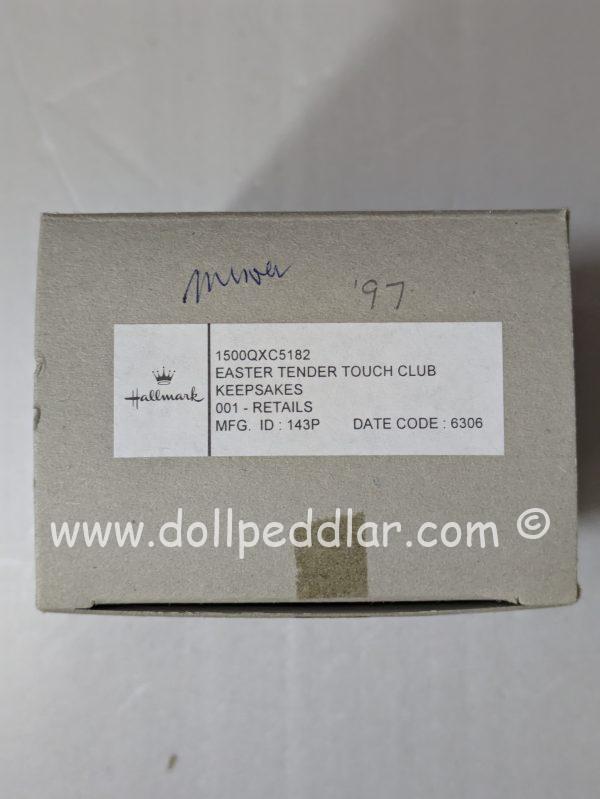 '97
Hallmark
1500QXC5182
EASTER TENDER TOUCH CLUB
KEEPSAKES
001 - RETAILS
MFG. ID : 143P DATE CODE : 6306
www.dollpeddlar.com ©